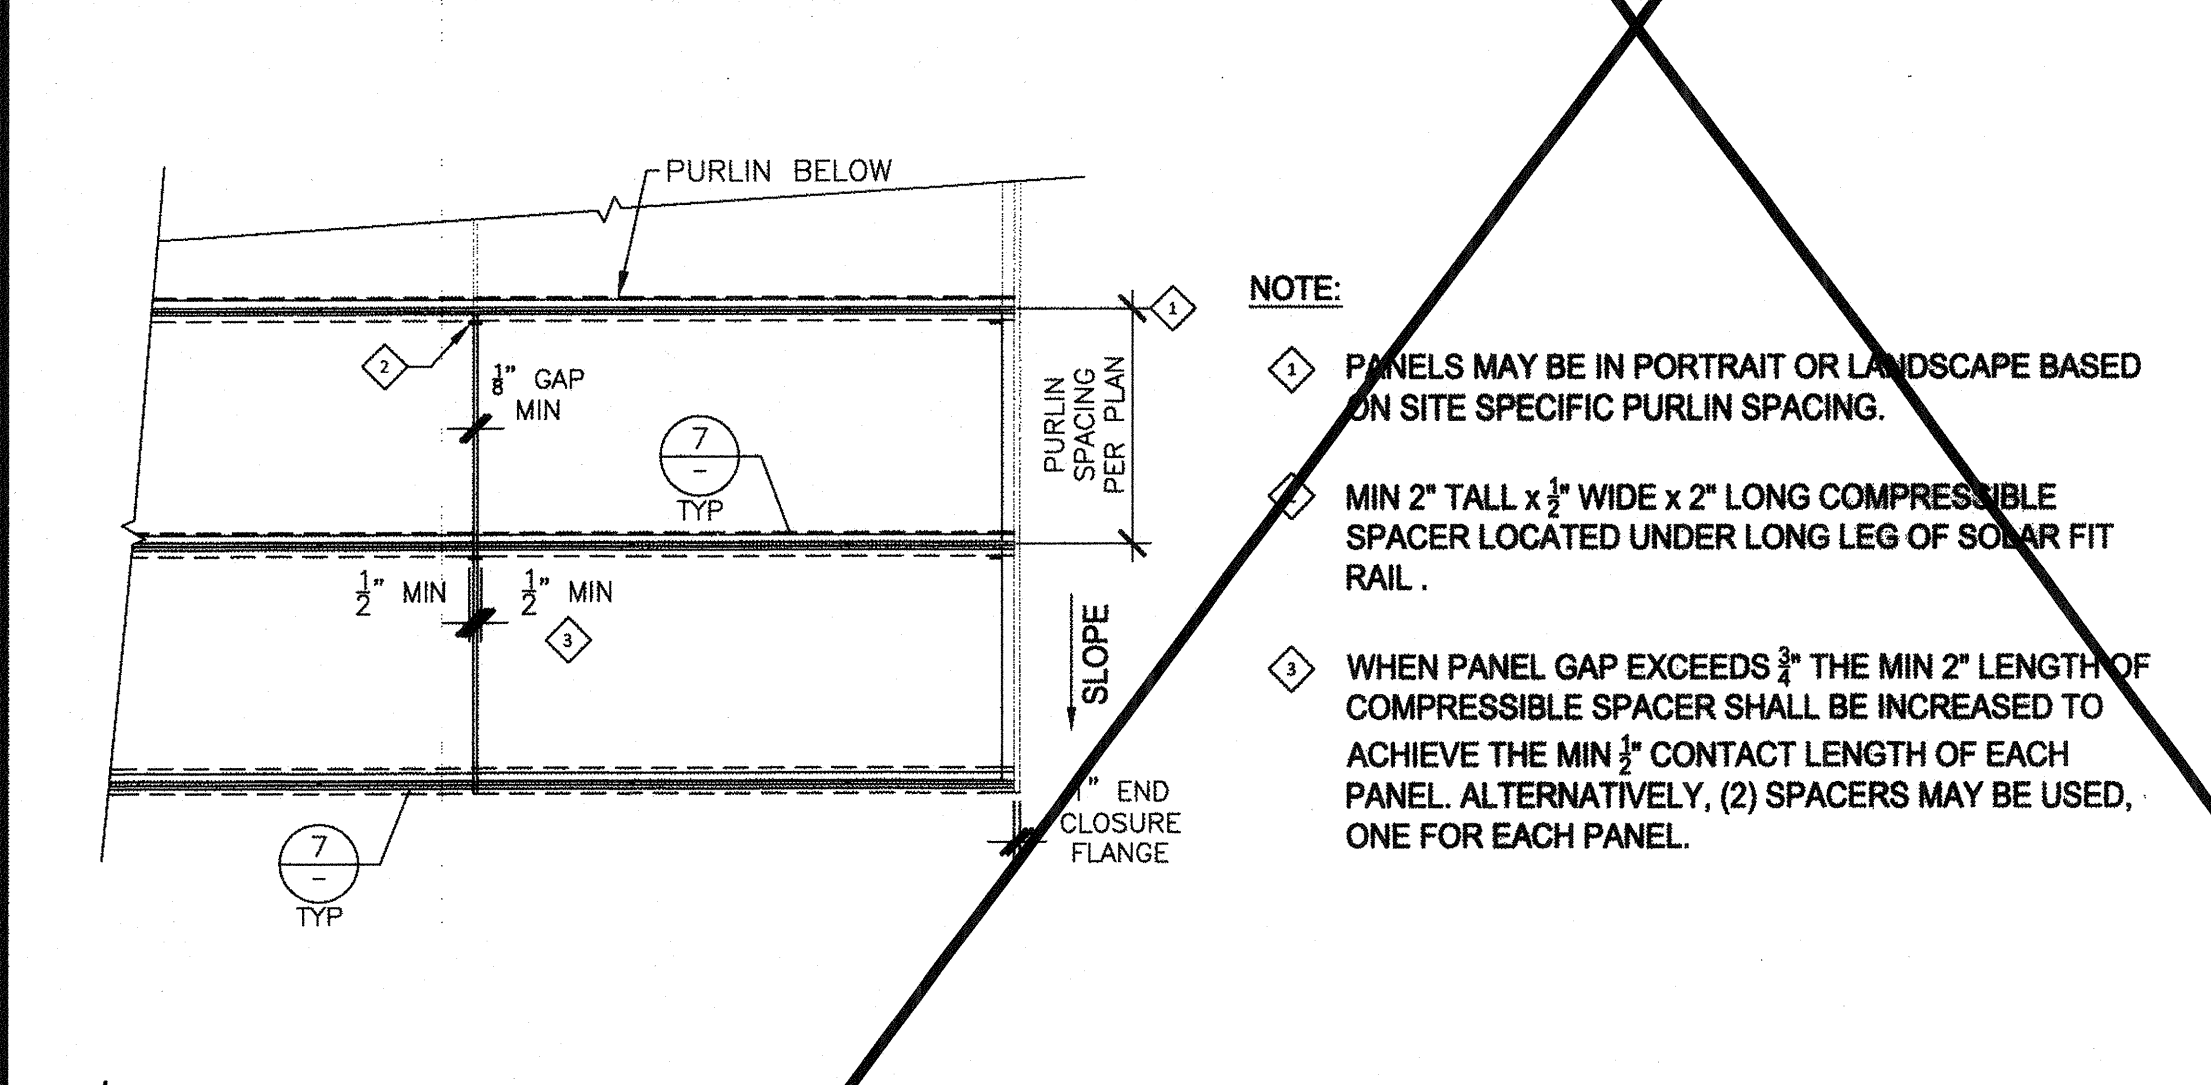 PURLIN BELOW
1
2
1/8" GAP
MIN
7
-
TYP
PURLIN
SPACING
PER PLAN
1/2" MIN
1/2" MIN
3
SLOPE
1" END
CLOSURE
FLANGE
7
-
TYP
NOTE:
1 PANELS MAY BE IN PORTRAIT OR LANDSCAPE BASED
ON SITE SPECIFIC PURLIN SPACING.
MIN 2" TALL x 1/2" WIDE x 2" LONG COMPRESSIBLE
SPACER LOCATED UNDER LONG LEG OF SOLAR FIT
RAIL .
3 WHEN PANEL GAP EXCEEDS 3/4" THE MIN 2" LENGTH OF
COMPRESSIBLE SPACER SHALL BE INCREASED TO
ACHIEVE THE MIN 1/2" CONTACT LENGTH OF EACH
PANEL. ALTERNATIVELY, (2) SPACERS MAY BE USED,
ONE FOR EACH PANEL.